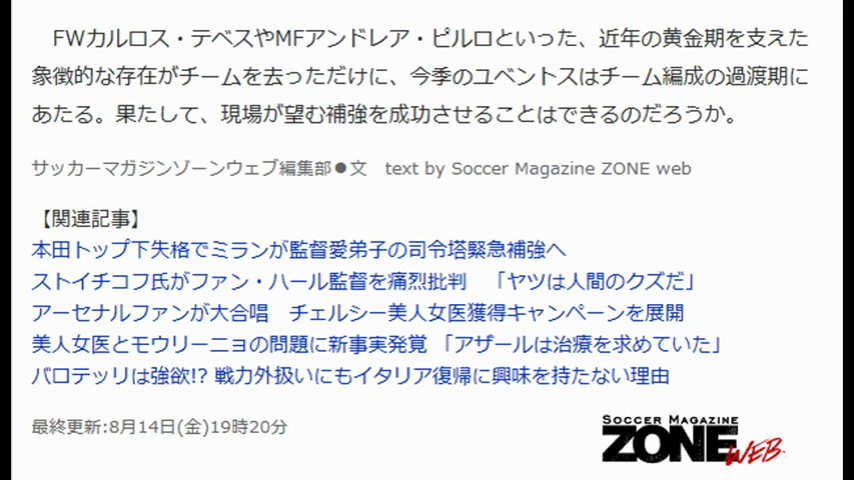 FWカルロス・テベスやMFアンドレア・ピルロといった、近年の黄金期を支えた
象徴的な存在がチームを去っただけに、今季のユベントスはチーム編成の過渡期に
あたる。果たして、現場が望む補強を成功させることはできるのだろうか。
サッカーマガジンゾーンウェブ編集部●文　text by Soccer Magazine ZONE web
【関連記事】
本田トップ下失格でミランが監督愛弟子の司令塔緊急補強へ
ストイチコフ氏がファン・ハール監督を痛烈批判　「ヤツは人間のクズだ」
アーセナルファンが大合唱　チェルシー美人女医獲得キャンペーンを展開
美人女医とモウリーニョの問題に新事実発覚 「アザールは治療を求めていた」
バロテッリは強欲!? 戦力外扱いにもイタリア復帰に興味を持たない理由
最終更新:8月14日(金)19時20分
SOCCER MAGAZINE
ZONE WEB